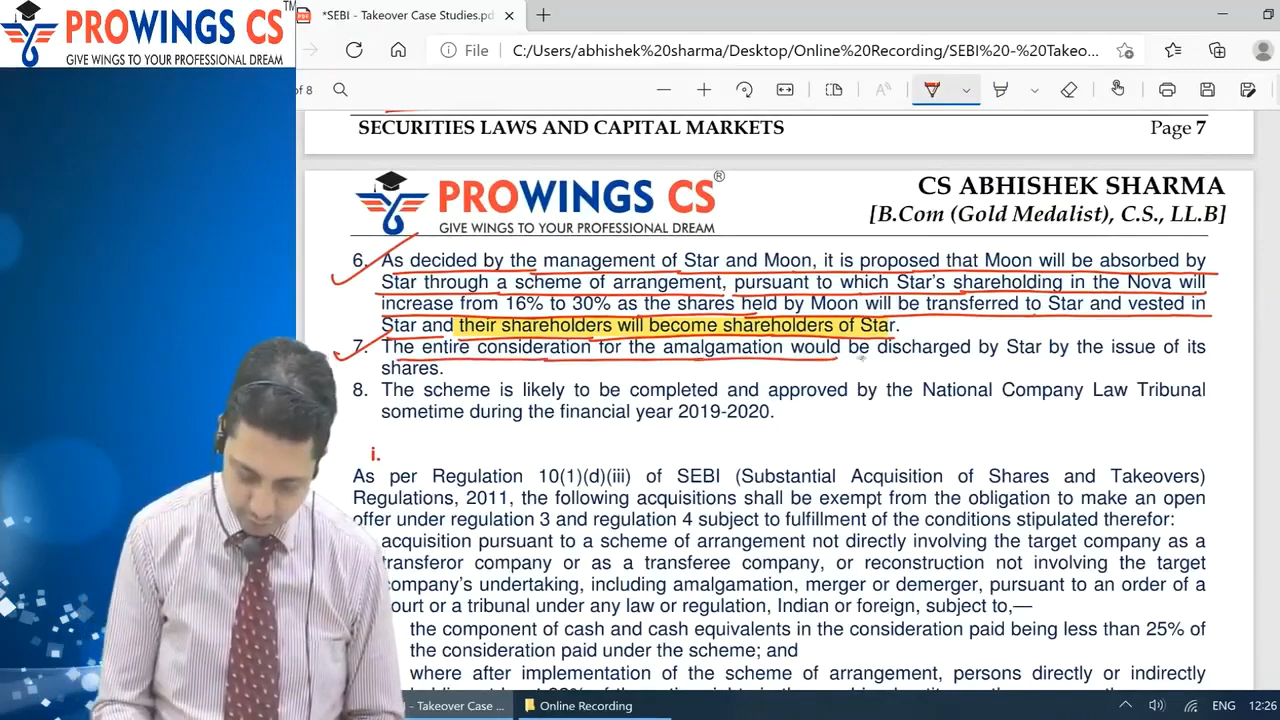 PROWINGS CS TM
GIVE WINGS TO YOUR PROFESSIONAL DREAM
*SEBI - Takeover Case Studies.pd
File
C:/Users/abhishek%20sharma/Desktop/Online%20Recording/SEBI%20-%20Takeo...
of 8
SECURITIES LAWS AND CAPITAL MARKETS Page 7
PROWINGS CS ®
GIVE WINGS TO YOUR PROFESSIONAL DREAM
CS ABHISHEK SHARMA
[B.Com (Gold Medalist), C.S., LL.B]
6. As decided by the management of Star and Moon, it is proposed that Moon will be absorbed by
Star through a scheme of arrangement, pursuant to which Star's shareholding in the Nova will
increase from 16% to 30% as the shares held by Moon will be transferred to Star and vested in
Star and their shareholders will become shareholders of Star.
7. The entire consideration for the amalgamation would be discharged by Star by the issue of its
shares.
8. The scheme is likely to be completed and approved by the National Company Law Tribunal
sometime during the financial year 2019-2020.
i.
As per Regulation 10(1)(d)(iii) of SEBI (Substantial Acquisition of Shares and Takeovers)
Regulations, 2011, the following acquisitions shall be exempt from the obligation to make an open
offer under regulation 3 and regulation 4 subject to fulfillment of the conditions stipulated therefor:
acquisition pursuant to a scheme of arrangement not directly involving the target company as a
transferor company or as a transferee company, or reconstruction not involving the target
company's undertaking, including amalgamation, merger or demerger, pursuant to an order of a
court or a tribunal under any law or regulation, Indian or foreign, subject to,—
the component of cash and cash equivalents in the consideration paid being less than 25% of
the consideration paid under the scheme; and
where after implementation of the scheme of arrangement, persons directly or indirectly
- Takeover Case ...
Online Recording
ENG 12:26